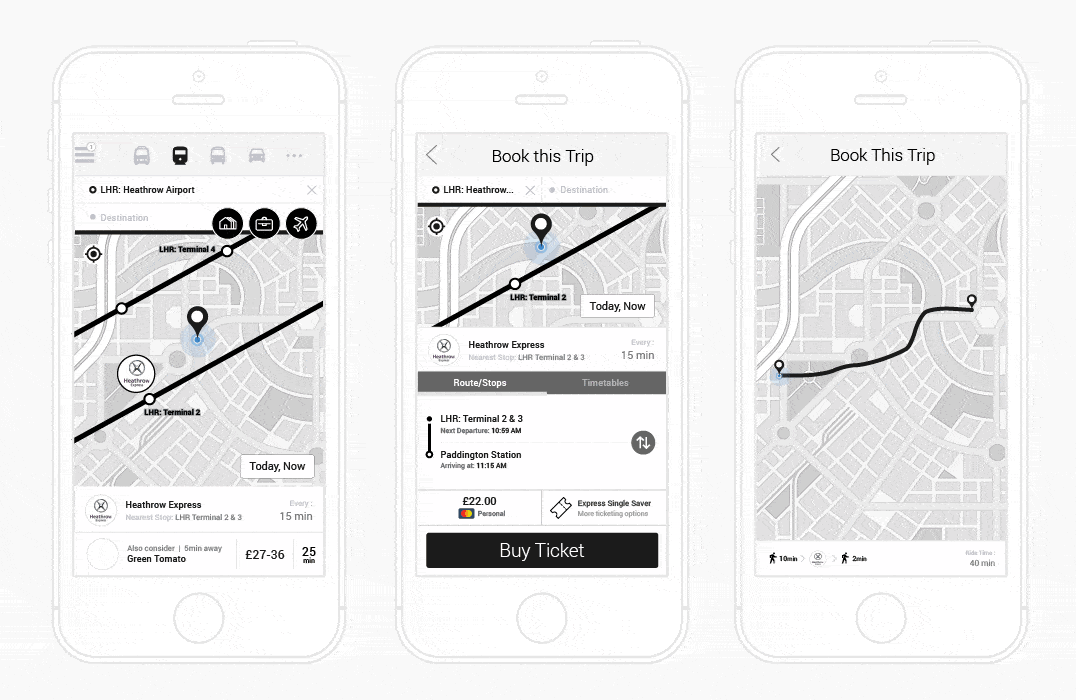 1
LHR: Heathrow Airport
Destination
LHR: Terminal 4
Heathrow
Express
LHR: Terminal 2
Today, Now
Heathrow
Express
Heathrow Express
Nearest Stop: LHR Terminal 2 & 3
Every :
15 min
Also consider | 5min away
Green Tomato
£27-36
25
min
Book this Trip
LHR: Heathrow...
Destination
LHR: Terminal 2
Today, Now
Heathrow
Express
Heathrow Express
Nearest Stop: LHR Terminal 2 & 3
Every :
15 min
Route/Stops
Timetables
LHR: Terminal 2 & 3
Next Departure: 10:59 AM
Paddington Station
Arriving at: 11:15 AM
£22.00
Personal
Express Single Saver
More ticketing options
Buy Ticket
Book This Trip
10min
2min
Ride Time :
40 min